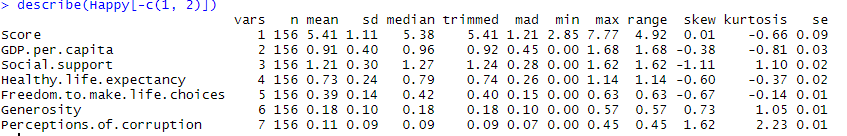 > describe(Happy[-c(1, 2)])
vars n mean sd median trimmed mad min max range skew kurtosis se
Score 1 156 5.41 1.11 5.38 5.41 1.21 2.85 7.77 4.92 0.01 -0.66 0.09
GDP.per.capita 2 156 0.91 0.40 0.96 0.92 0.45 0.00 1.68 1.68 -0.38 -0.81 0.03
Social.support 3 156 1.21 0.30 1.27 1.24 0.28 0.00 1.62 1.62 -1.11 1.10 0.02
Healthy.life.expectancy 4 156 0.73 0.24 0.79 0.74 0.26 0.00 1.14 1.14 -0.60 -0.37 0.02
Freedom.to.make.life.choices 5 156 0.39 0.14 0.42 0.40 0.15 0.00 0.63 0.63 -0.67 -0.14 0.01
Generosity 6 156 0.18 0.10 0.18 0.18 0.10 0.00 0.57 0.57 0.73 1.05 0.01
Perceptions.of.corruption 7 156 0.11 0.09 0.09 0.09 0.07 0.00 0.45 0.45 1.62 2.23 0.01